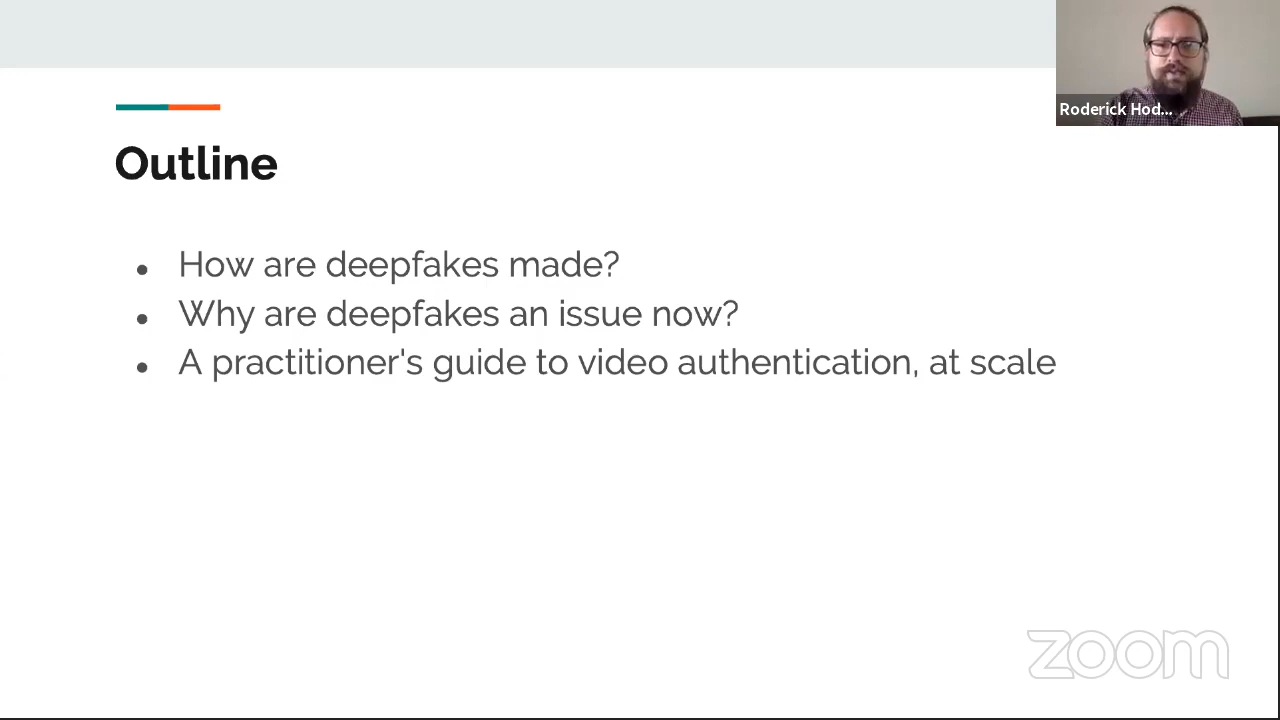 Roderick Hod...
Outline
● How are deepfakes made?
● Why are deepfakes an issue now?
● A practitioner's guide to video authentication, at scale
zoom